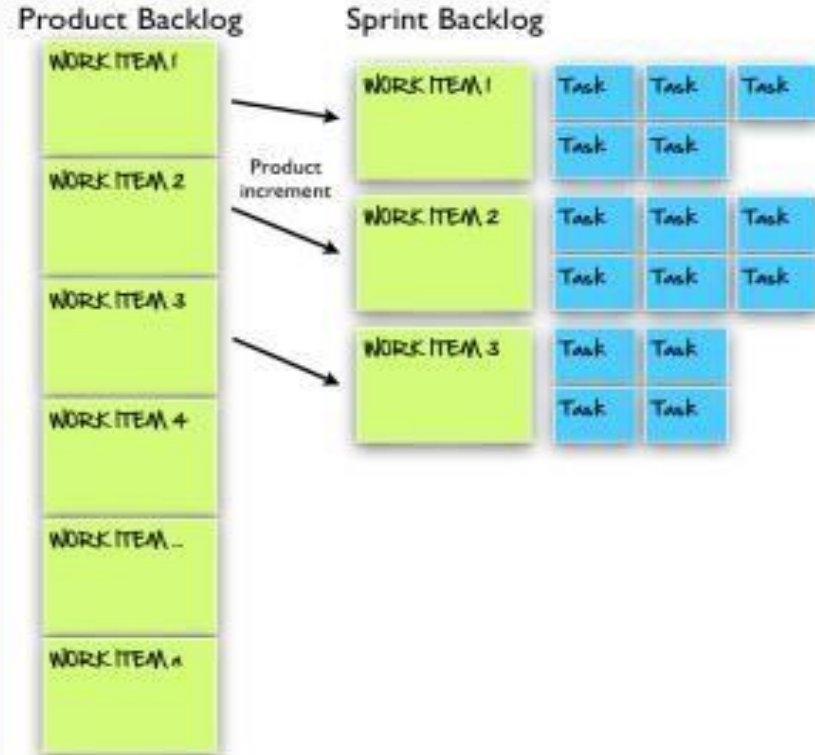 Product Backlog
WORK ITEM 1
WORK ITEM 2
WORK ITEM 3
WORK ITEM 4
WORK ITEM ...
WORK ITEM n
Product
increment
Sprint Backlog
WORK ITEM 1
Task Task Task
Task Task
WORK ITEM 2
Task Task Task
Task Task Task
WORK ITEM 3
Task Task
Task Task